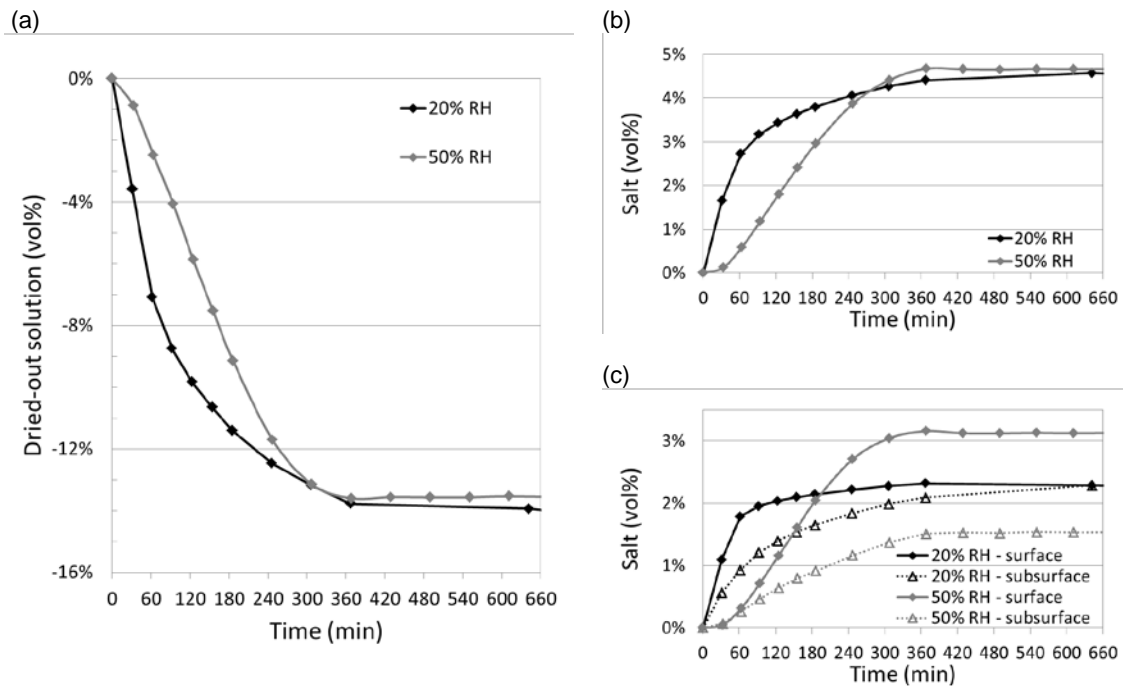 (a)
0%
-4%
-8%
-12%
-16%
Dried-out solution (vol%)
20% RH
50% RH
0 60 120 180 240 300 360 420 480 540 600 660
Time (min)
(b)
5%
4%
3%
2%
1%
0%
Salt (vol%)
20% RH
50% RH
0 60 120 180 240 300 360 420 480 540 600 660
Time (min)
(c)
3%
2%
1%
0%
Salt (vol%)
20% RH - surface
20% RH - subsurface
50% RH - surface
50% RH - subsurface
0 60 120 180 240 300 360 420 480 540 600 660
Time (min)